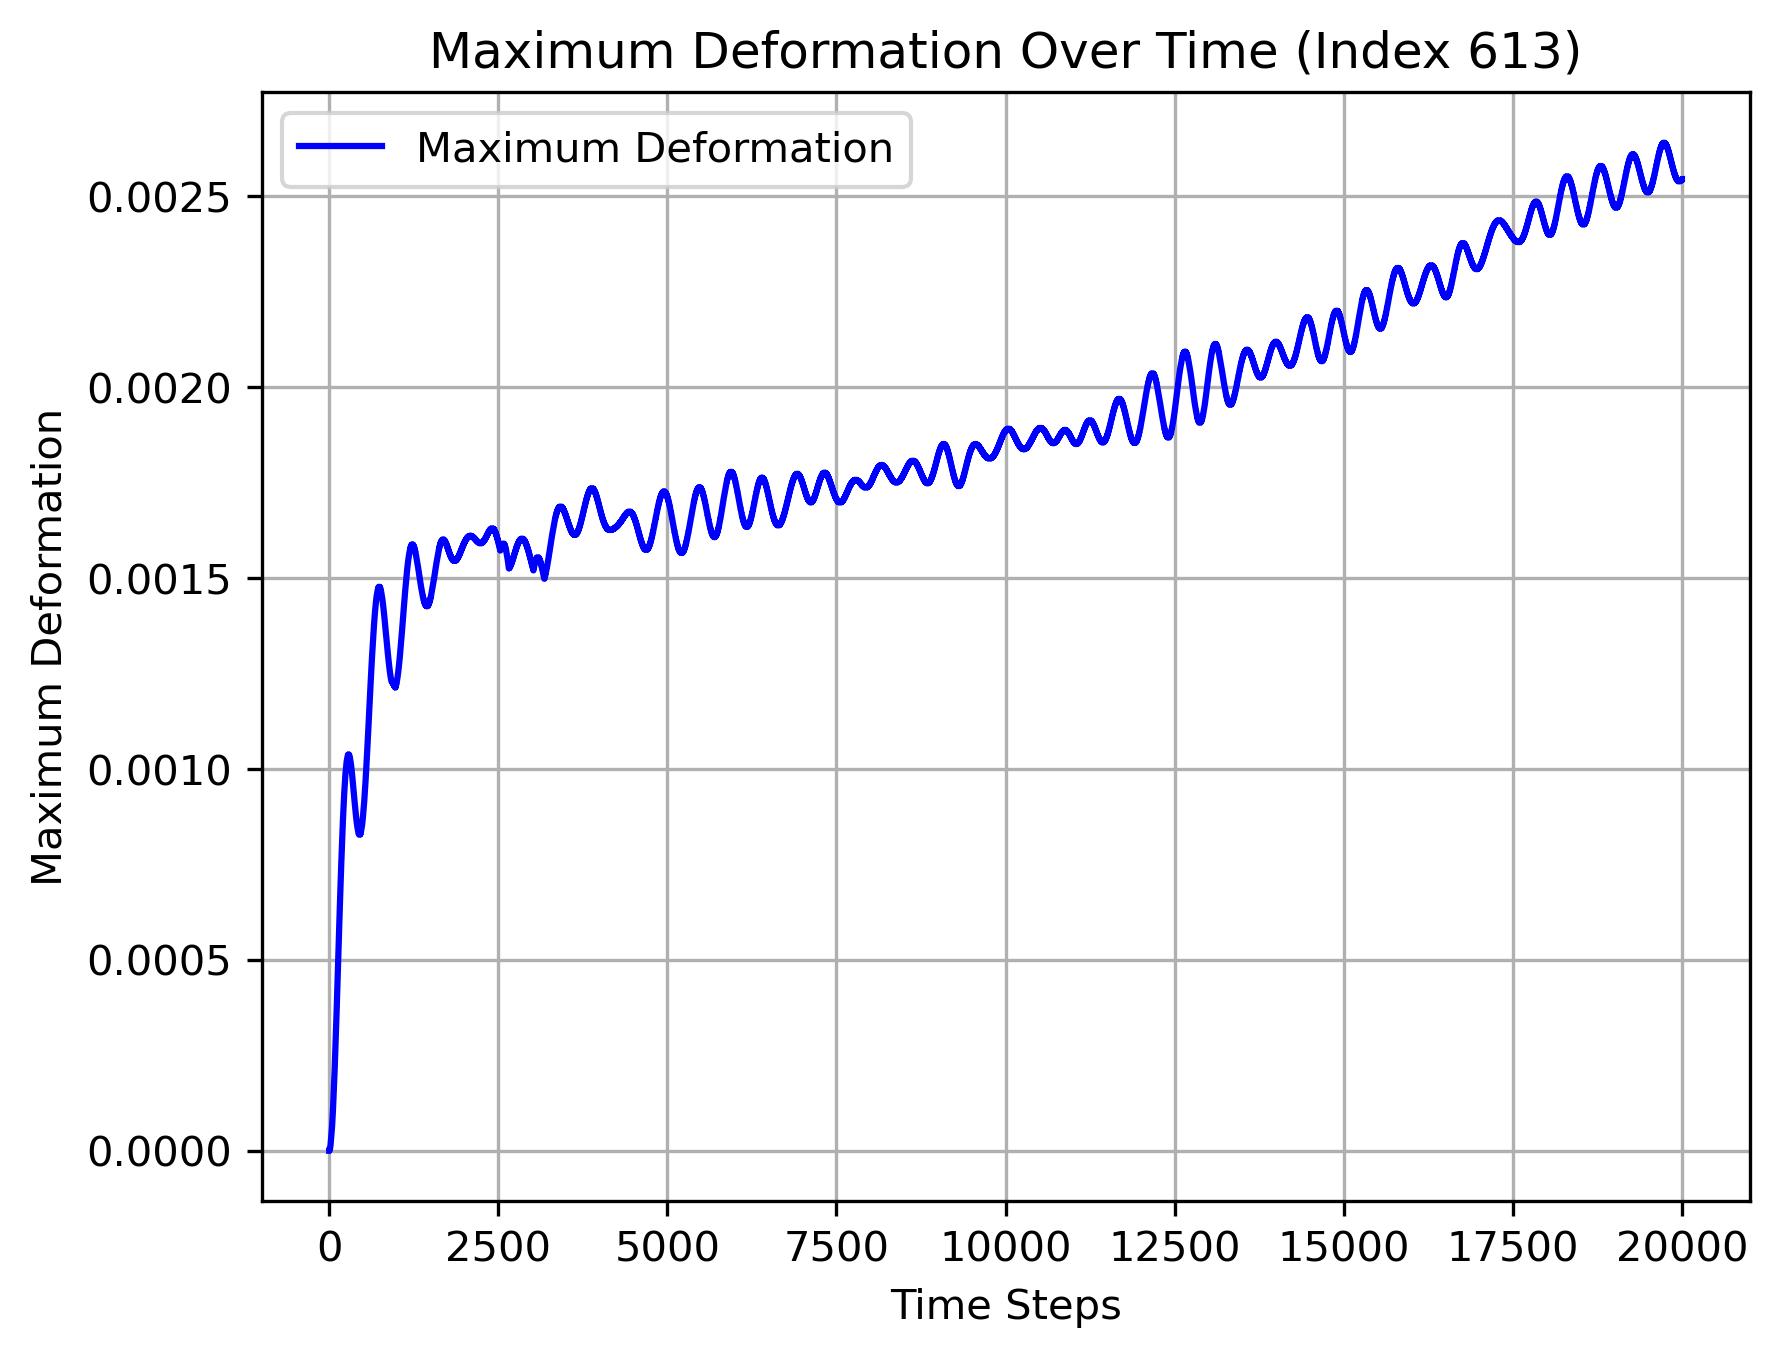 Maximum Deformation Over Time (Index 613)
Maximum Deformation
0.0025
0.0020
0.0015
0.0010
0.0005
0.0000
Maximum Deformation
0 2500 5000 7500 10000 12500 15000 17500 20000
Time Steps